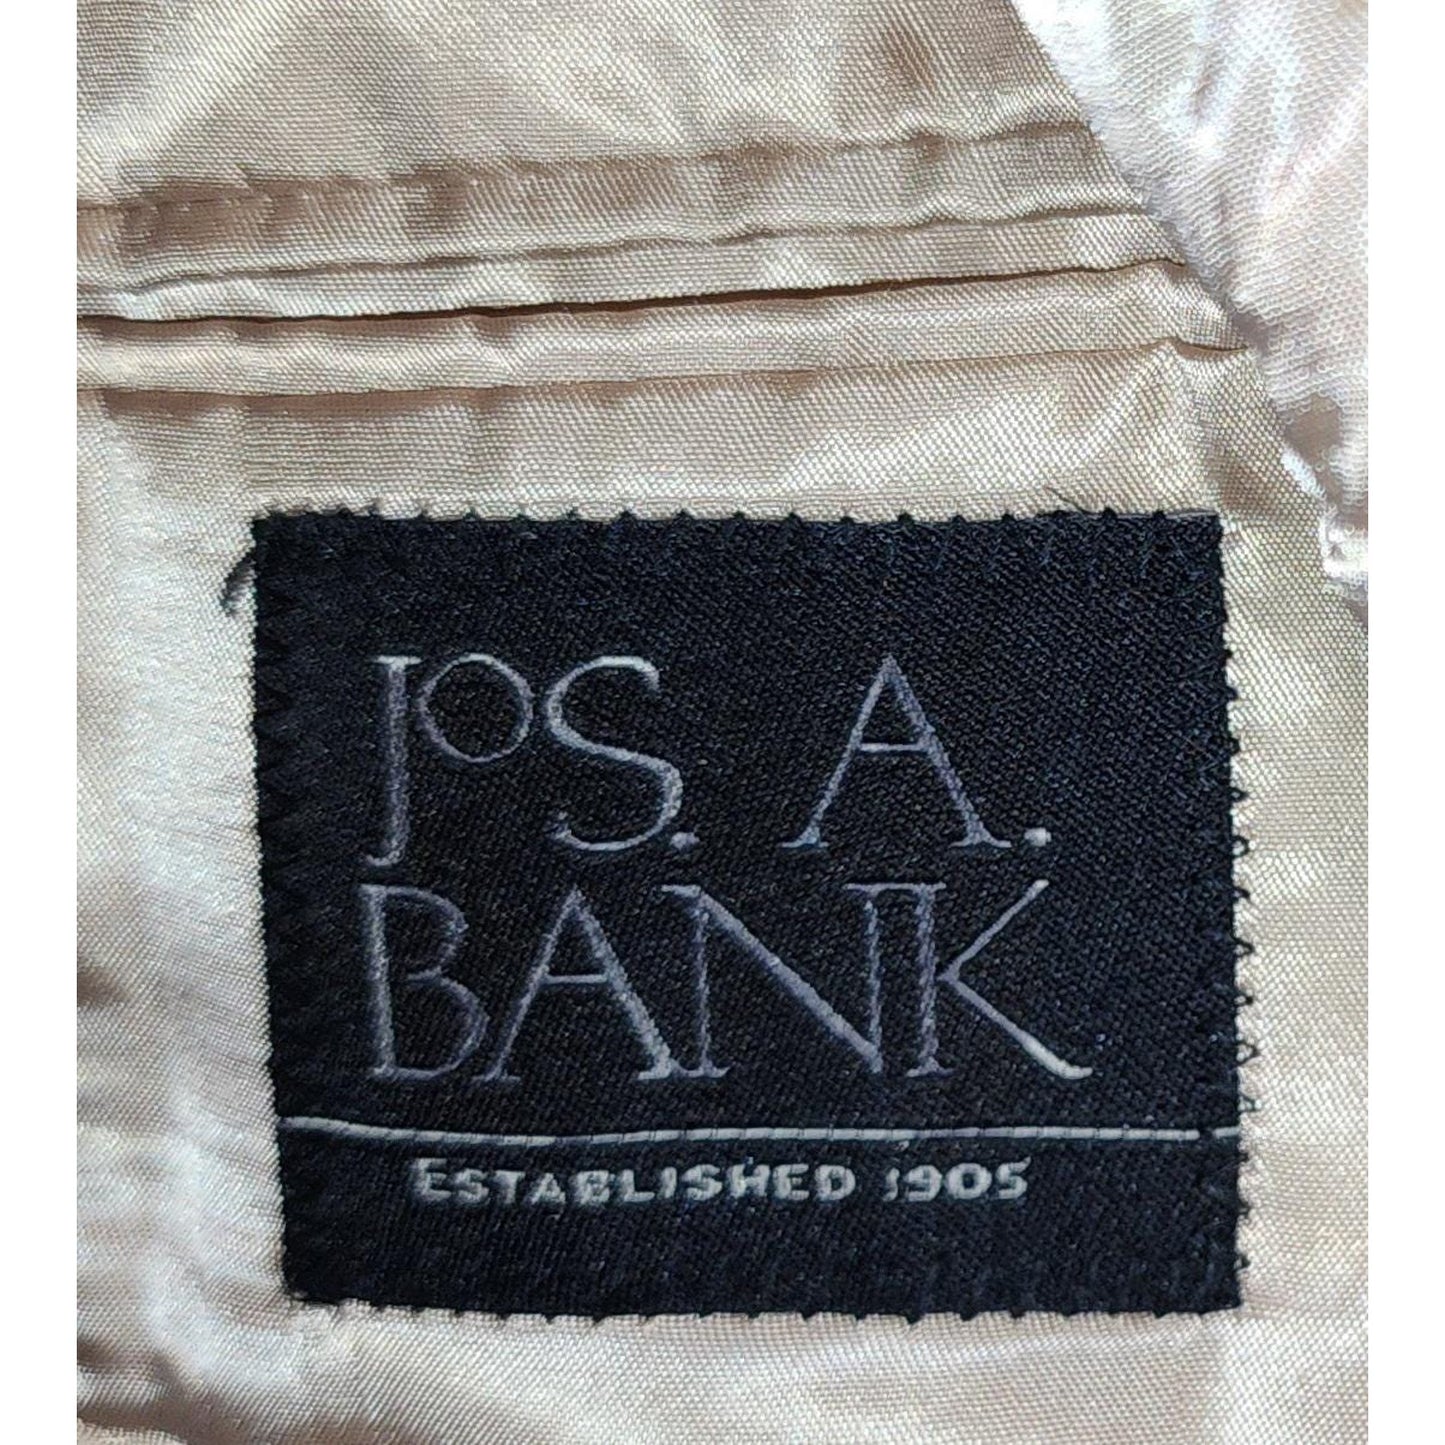 JOS. A.
BANK
ESTABLISHED 1905